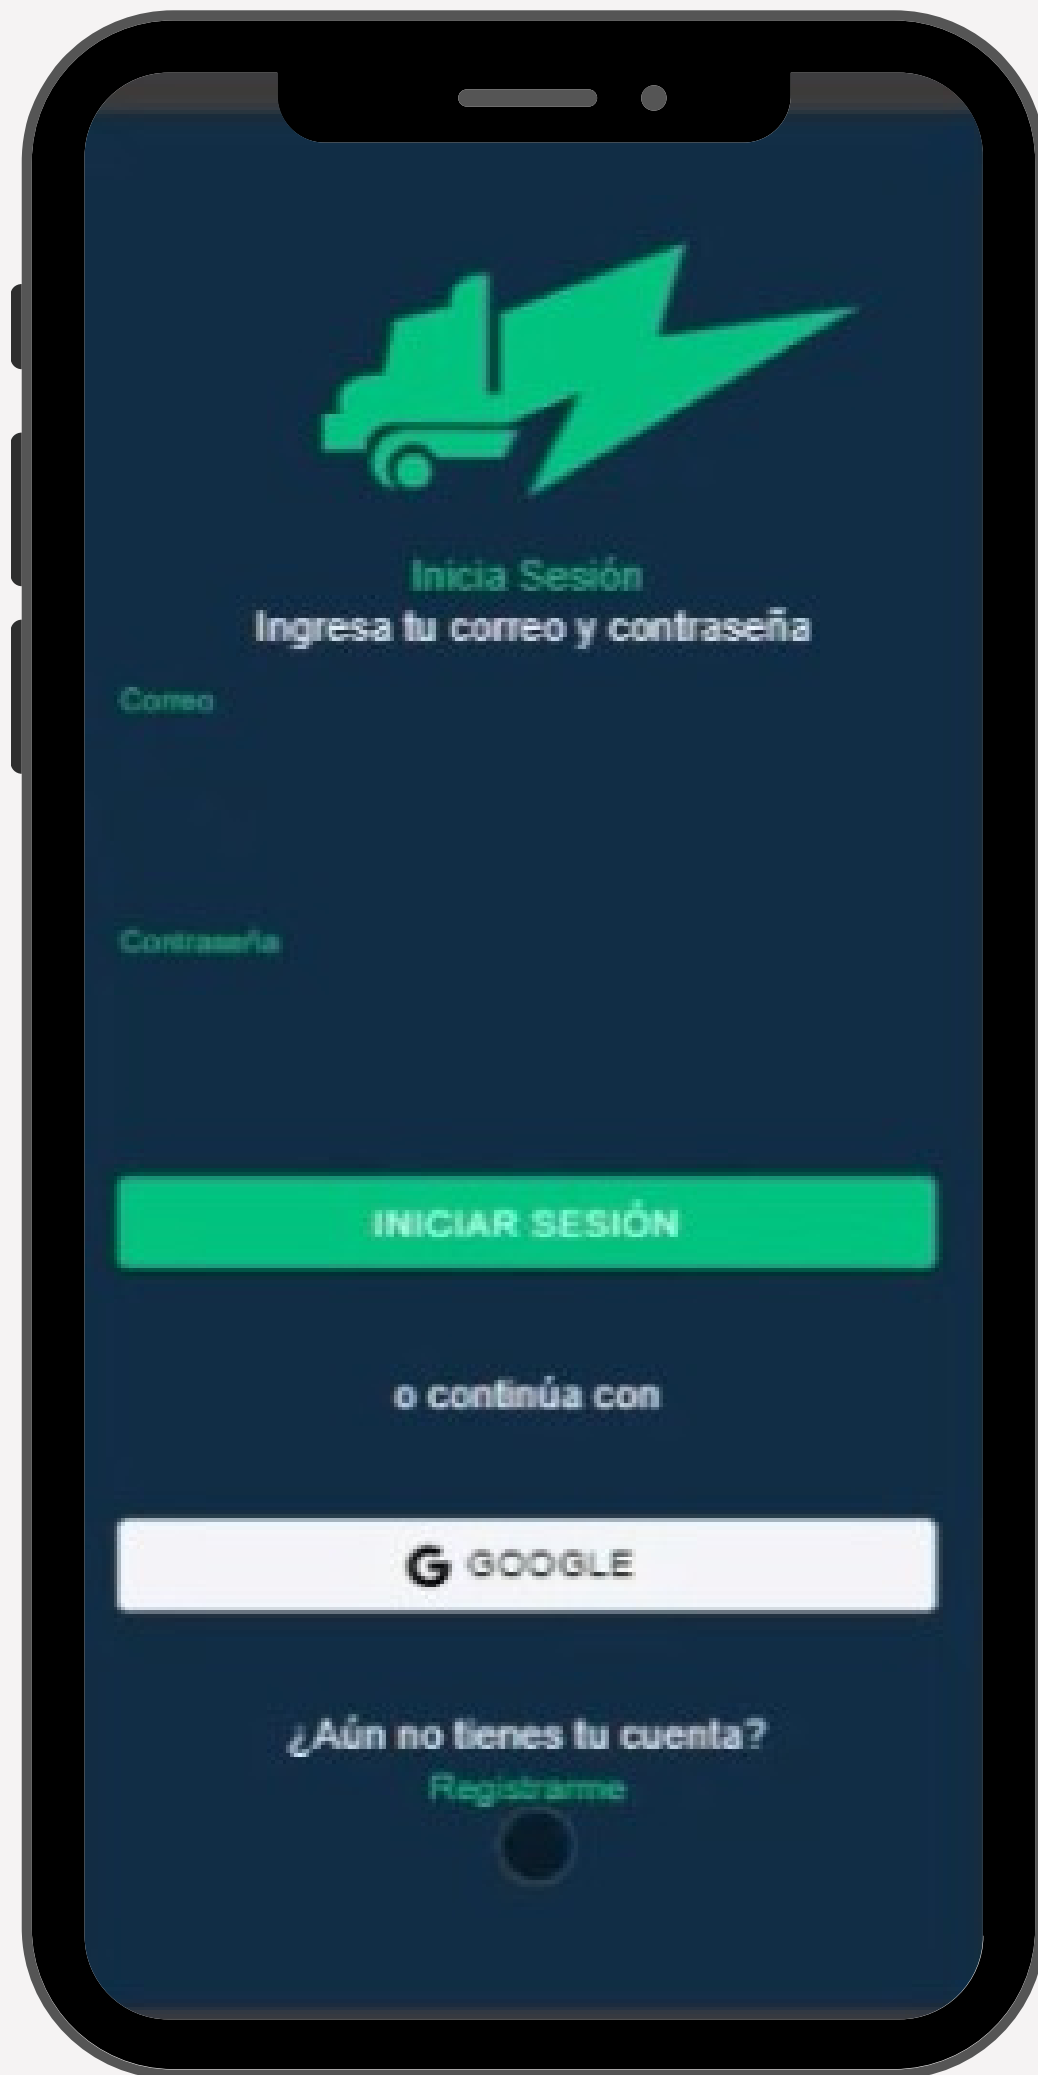 Inicia Sesión
Ingresa tu correo y contraseña
Correo
Contraseña
INICIAR SESIÓN
o continúa con
G GOOGLE
¿Aún no tienes tu cuenta?
Registrarme